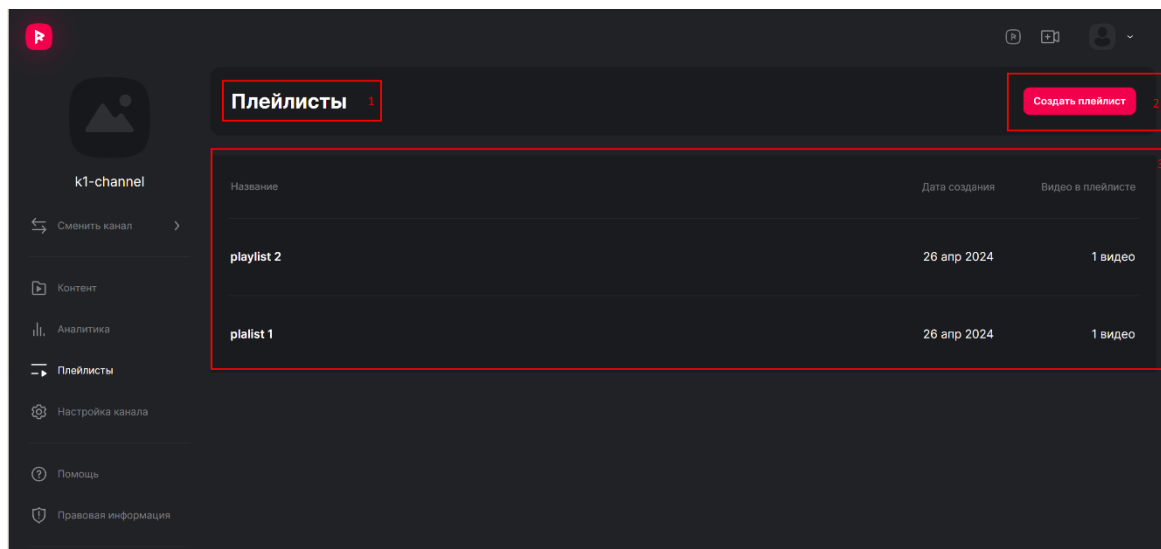 Плейлисты 1
Создать плейлист 2
k1-channel
Сменить канал
Контент
Аналитика
Плейлисты
Настройка канала
Помощь
Правовая информация
Название Дата создания Видео в плейлисте
playlist 2 26 апр 2024 1 видео
plalist 1 26 апр 2024 1 видео